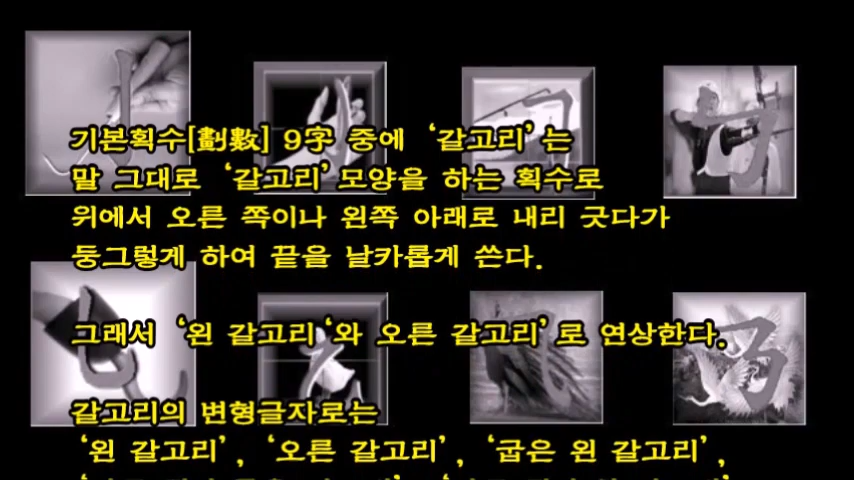 기본획수[劃數] 9字 중에 ‘갈고리’는
말 그대로 ‘갈고리’모양을 하는 획수로
위에서 오른 쪽이나 왼쪽 아래로 내리 긋다가
둥그렇게 하여 끝을 날카롭게 쓴다.
그래서 ‘왼 갈고리‘와 오른 갈고리’로 연상한다.
갈고리의 변형글자로는
‘왼 갈고리’, ‘오른 갈고리’, ‘굽은 왼 갈고리’,